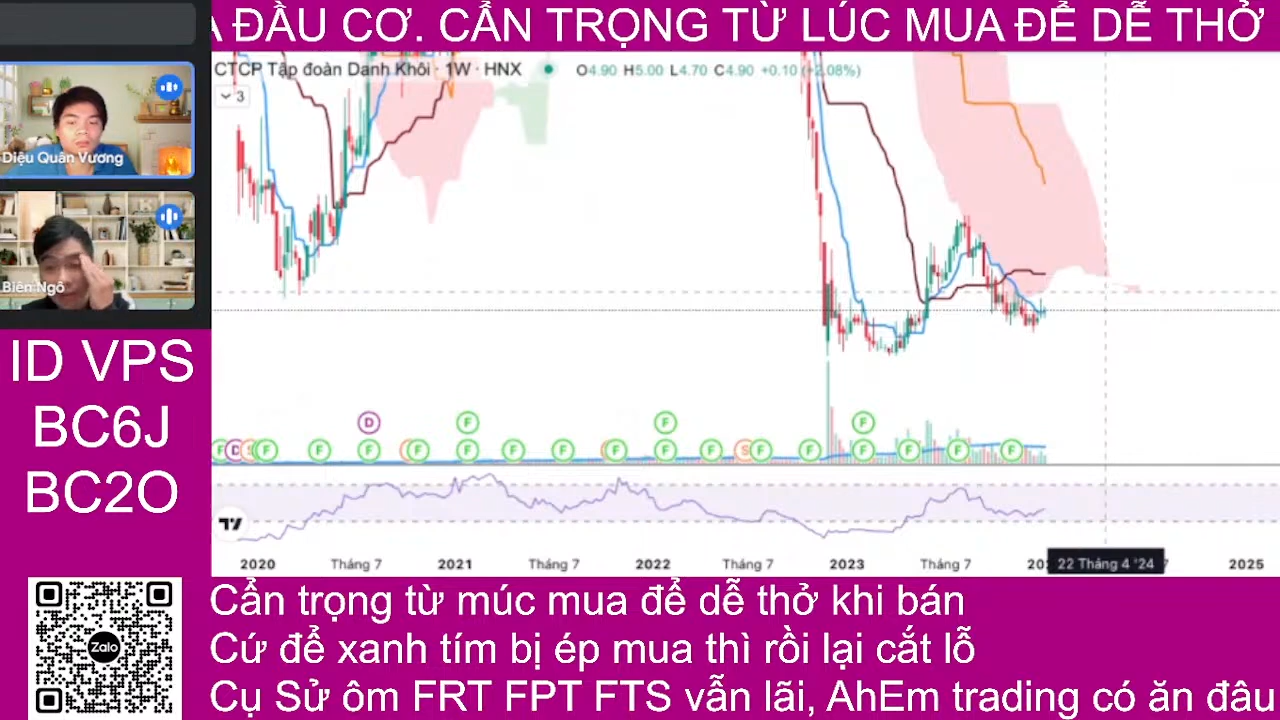 ĐẦU CƠ. CẨN TRỌNG TỪ LÚC MUA ĐỂ DỄ THỞ
CTCP Tập đoàn Danh Khôi · 1W · HNX O4.90 H5.00 L4.70 C4.90 +0.10 (+2.08%)
3
Diệu Quân Vương
Biên Ngô
ID VPS
BC6J
BC2O
D F F F
F D S F F F F F F F F F F S F F F F F F
2020 Tháng 7 2021 Tháng 7 2022 Tháng 7 2023 Tháng 7 22 Tháng 4 '24 2025
Zalo
Cẩn trọng từ múc mua để dễ thở khi bán
Cứ để xanh tím bị ép mua thì rồi lại cắt lỗ
Cụ Sử ôm FRT FPT FTS vẫn lái, AhEm trading có ăn đâu